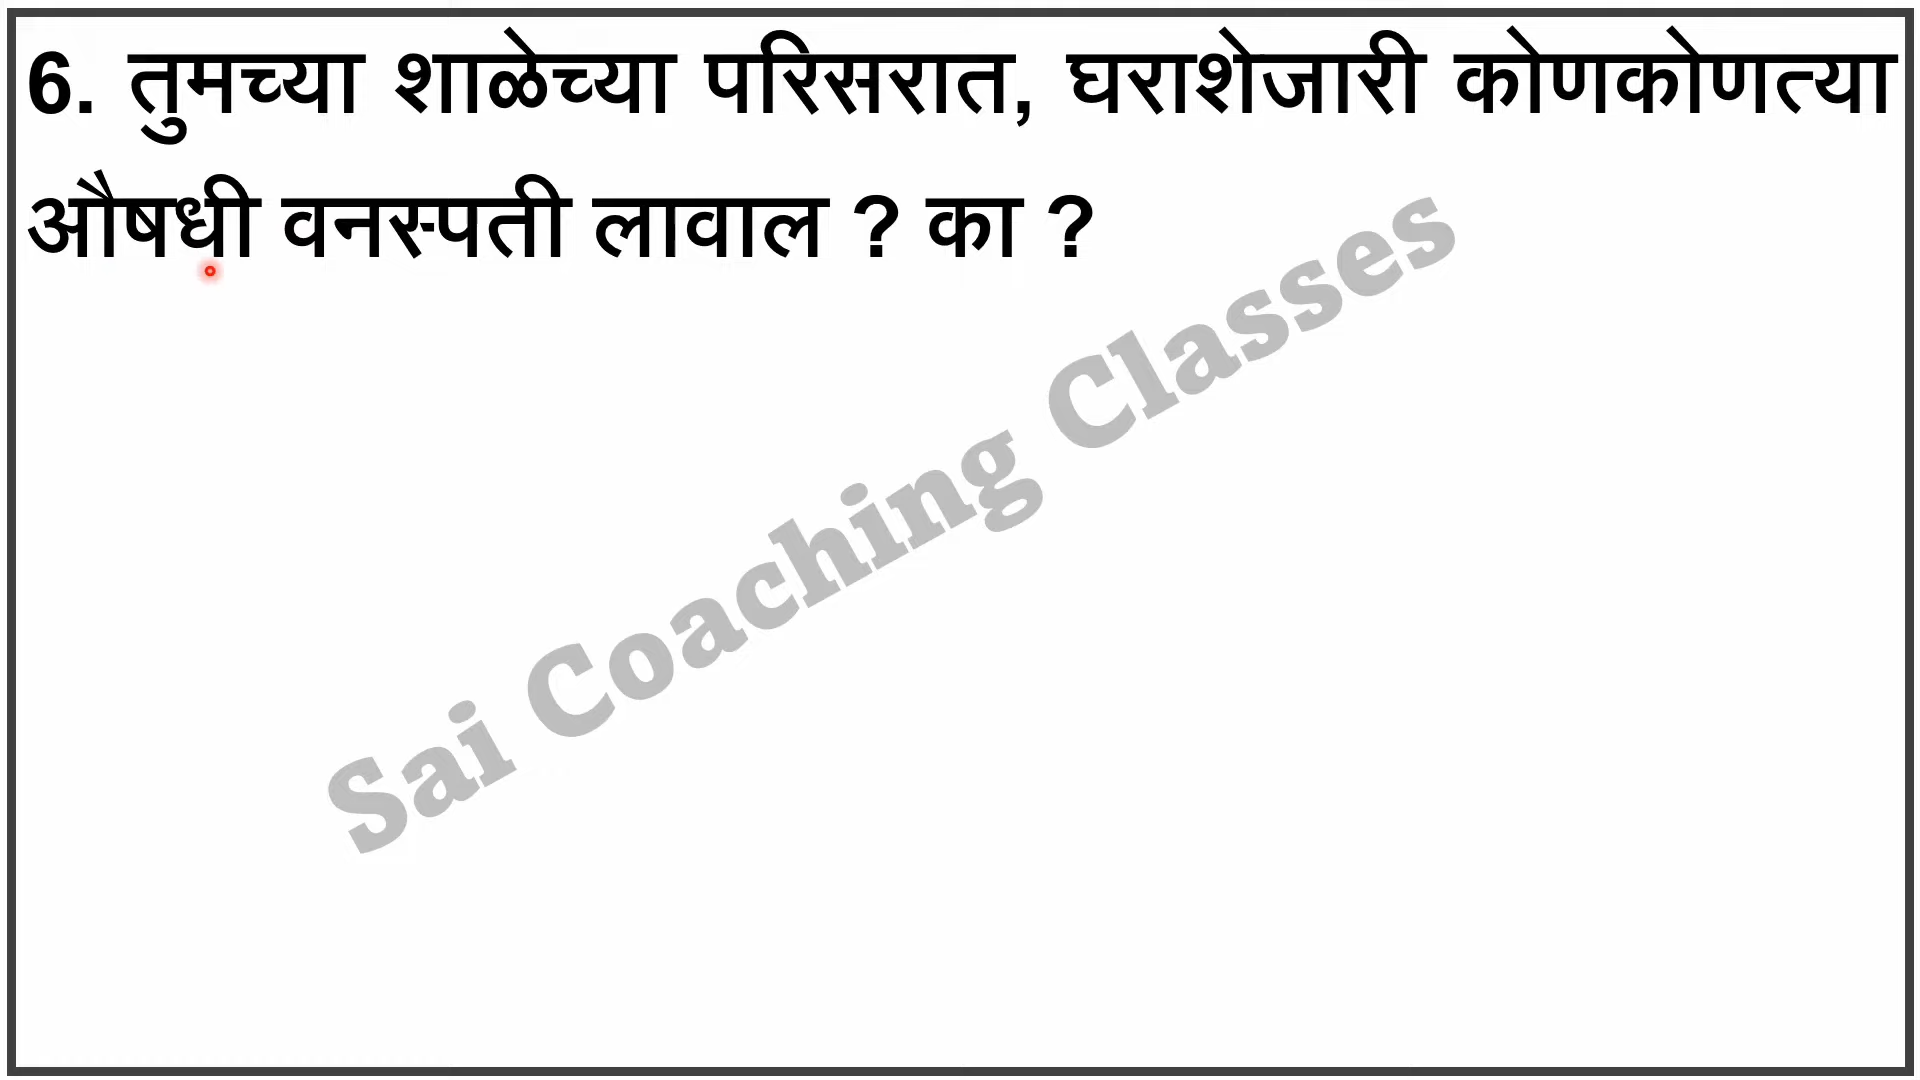 6. तुमच्या शाळेच्या परिसरात, घराशेजारी कोणकोणत्या
औषधी वनस्पती लावाल ? का ?
Sai Coaching Classes